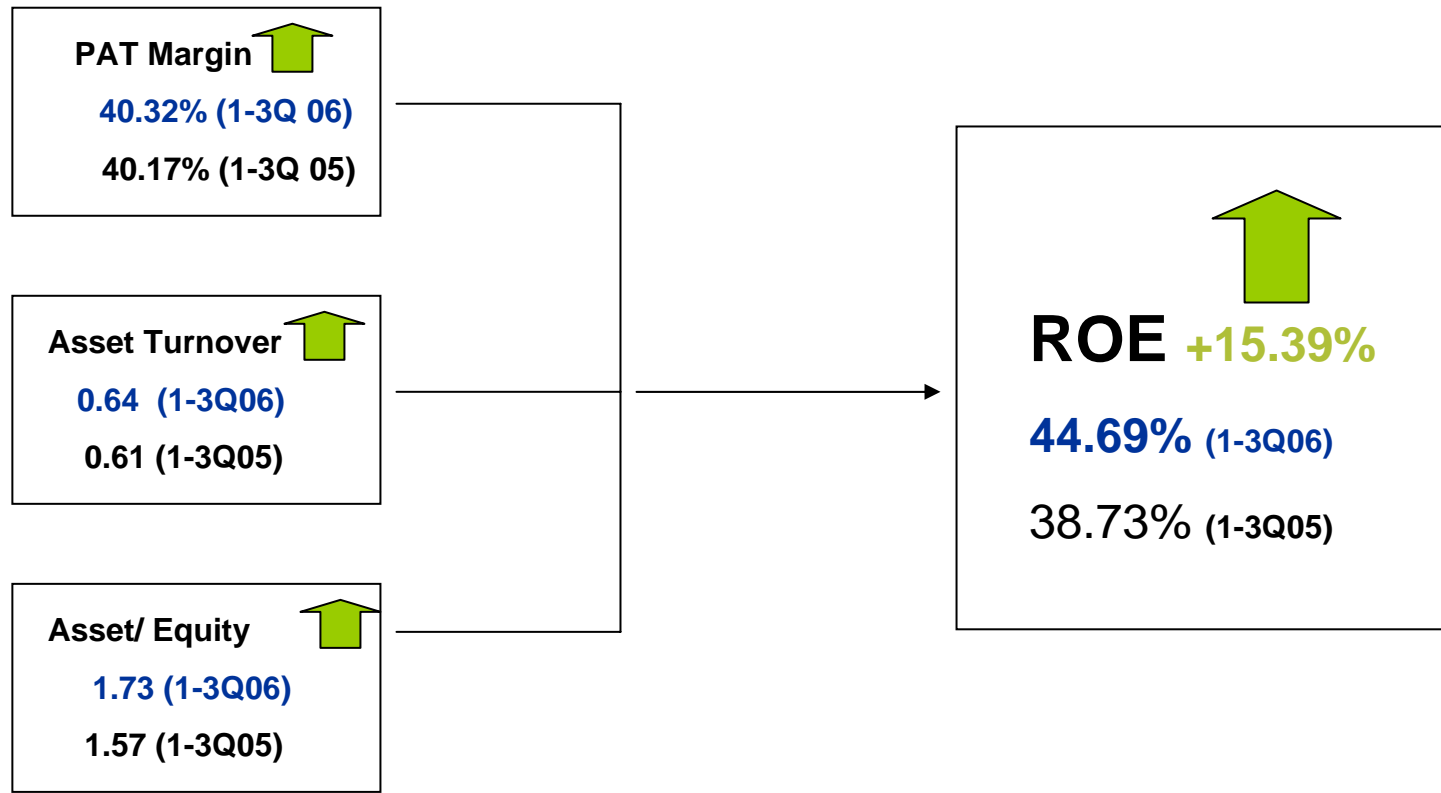 PAT Margin
40.32% (1-3Q 06)
40.17% (1-3Q 05)
Asset Turnover
0.64 (1-3Q06)
0.61 (1-3Q05)
Asset/ Equity
1.73 (1-3Q06)
1.57 (1-3Q05)
ROE +15.39%
44.69% (1-3Q06)
38.73% (1-3Q05)